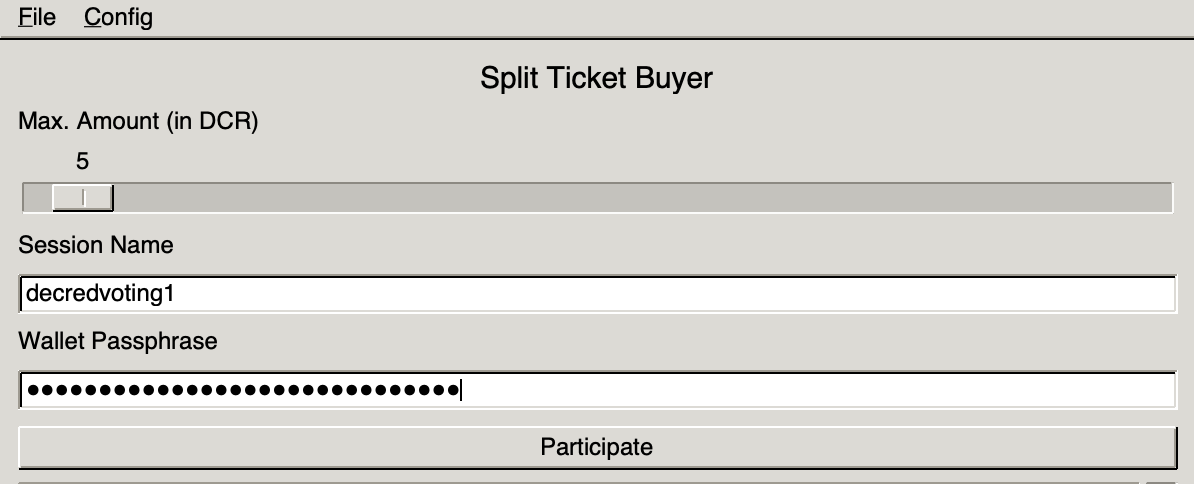 File Config
Split Ticket Buyer
Max. Amount (in DCR)
5
Session Name
decredvoting1
Wallet Passphrase
●●●●●●●●●●●●●●●●●●●●●●●●●●●●●●
Participate